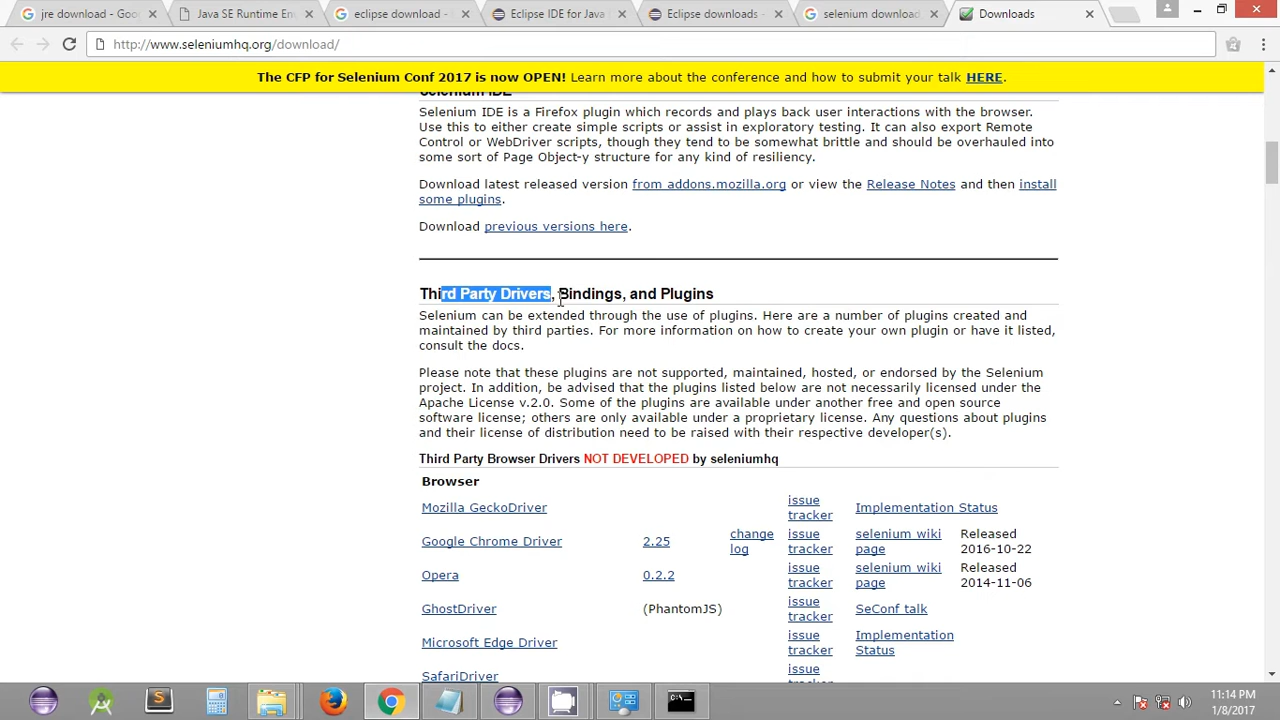 jre download - Goo
Java SE Runtime En
eclipse download -
Eclipse IDE for Java
Eclipse downloads -
selenium download
Downloads
http://www.seleniumhq.org/download/
The CFP for Selenium Conf 2017 is now OPEN! Learn more about the conference and how to submit your talk HERE.
Selenium IDE
Selenium IDE is a Firefox plugin which records and plays back user interactions with the browser.
Use this to either create simple scripts or assist in exploratory testing. It can also export Remote
Control or WebDriver scripts, though they tend to be somewhat brittle and should be overhauled into
some sort of Page Object-y structure for any kind of resiliency.
Download latest released version from addons.mozilla.org or view the Release Notes and then install
some plugins.
Download previous versions here.
Third Party Drivers, Bindings, and Plugins
Selenium can be extended through the use of plugins. Here are a number of plugins created and
maintained by third parties. For more information on how to create your own plugin or have it listed,
consult the docs.
Please note that these plugins are not supported, maintained, hosted, or endorsed by the Selenium
project. In addition, be advised that the plugins listed below are not necessarily licensed under the
Apache License v.2.0. Some of the plugins are available under another free and open source
software license; others are only available under a proprietary license. Any questions about plugins
and their license of distribution need to be raised with their respective developer(s).
Third Party Browser Drivers NOT DEVELOPED by seleniumhq
Browser
Mozilla GeckoDriver issue tracker Implementation Status
Google Chrome Driver 2.25 change log issue tracker selenium wiki page Released 2016-10-22
Opera 0.2.2 issue tracker selenium wiki page Released 2014-11-06
GhostDriver (PhantomJS) issue tracker SeConf talk
Microsoft Edge Driver issue tracker Implementation Status
SafariDriver issue
11:14 PM
1/8/2017